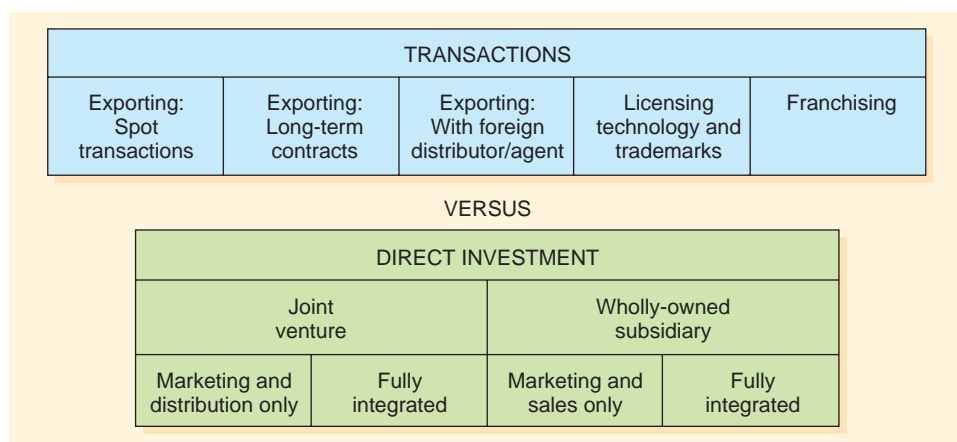 TRANSACTIONS
Exporting:
Spot
transactions
Exporting:
Long-term
contracts
Exporting:
With foreign
distributor/agent
Licensing
technology and
trademarks
Franchising
VERSUS
DIRECT INVESTMENT
Joint
venture
Wholly-owned
subsidiary
Marketing and
distribution only
Fully
integrated
Marketing and
sales only
Fully
integrated